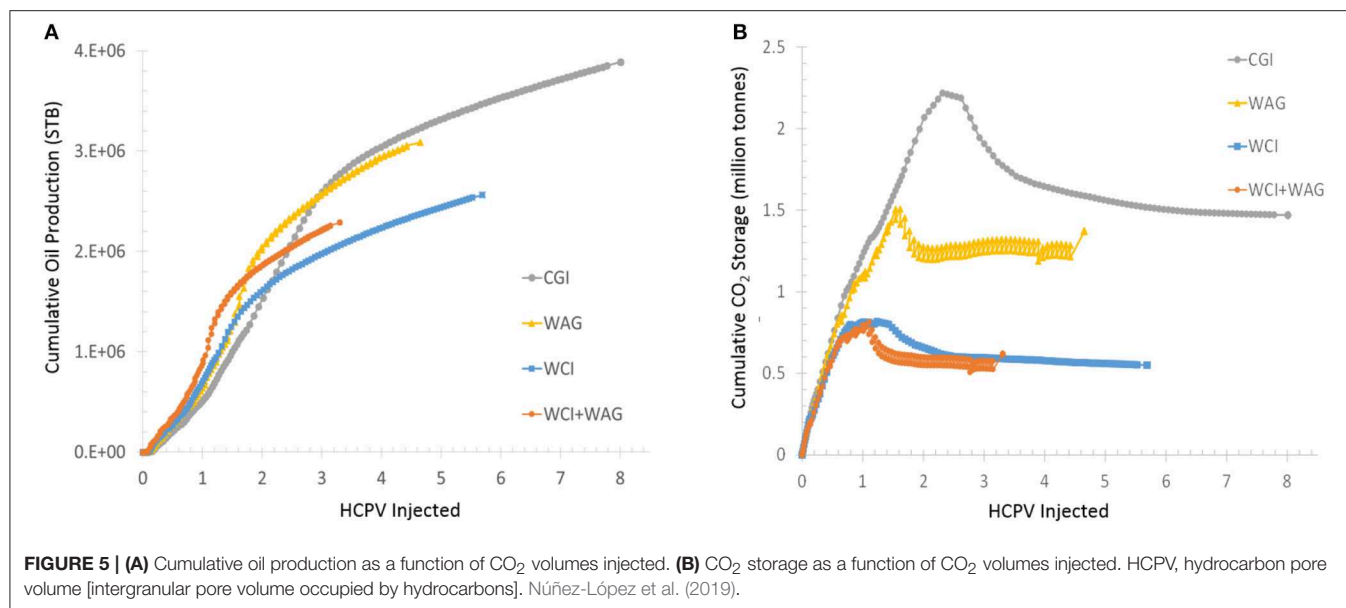 A
Cumulative Oil Production (STB)
4.E+06
3.E+06
2.E+06
1.E+06
0.E+00
0 1 2 3 4 5 6 7 8
HCPV Injected
CGI
WAG
WCI
WCI+WAG
B
Cumulative CO₂ Storage (million tonnes)
2.5
2
1.5
1
0.5
0
0 1 2 3 4 5 6 7 8
HCPV Injected
CGI
WAG
WCI
WCI+WAG
FIGURE 5 | (A) Cumulative oil production as a function of CO₂ volumes injected. (B) CO₂ storage as a function of CO₂ volumes injected. HCPV, hydrocarbon pore
volume [intergranular pore volume occupied by hydrocarbons]. Núñez-López et al. (2019).